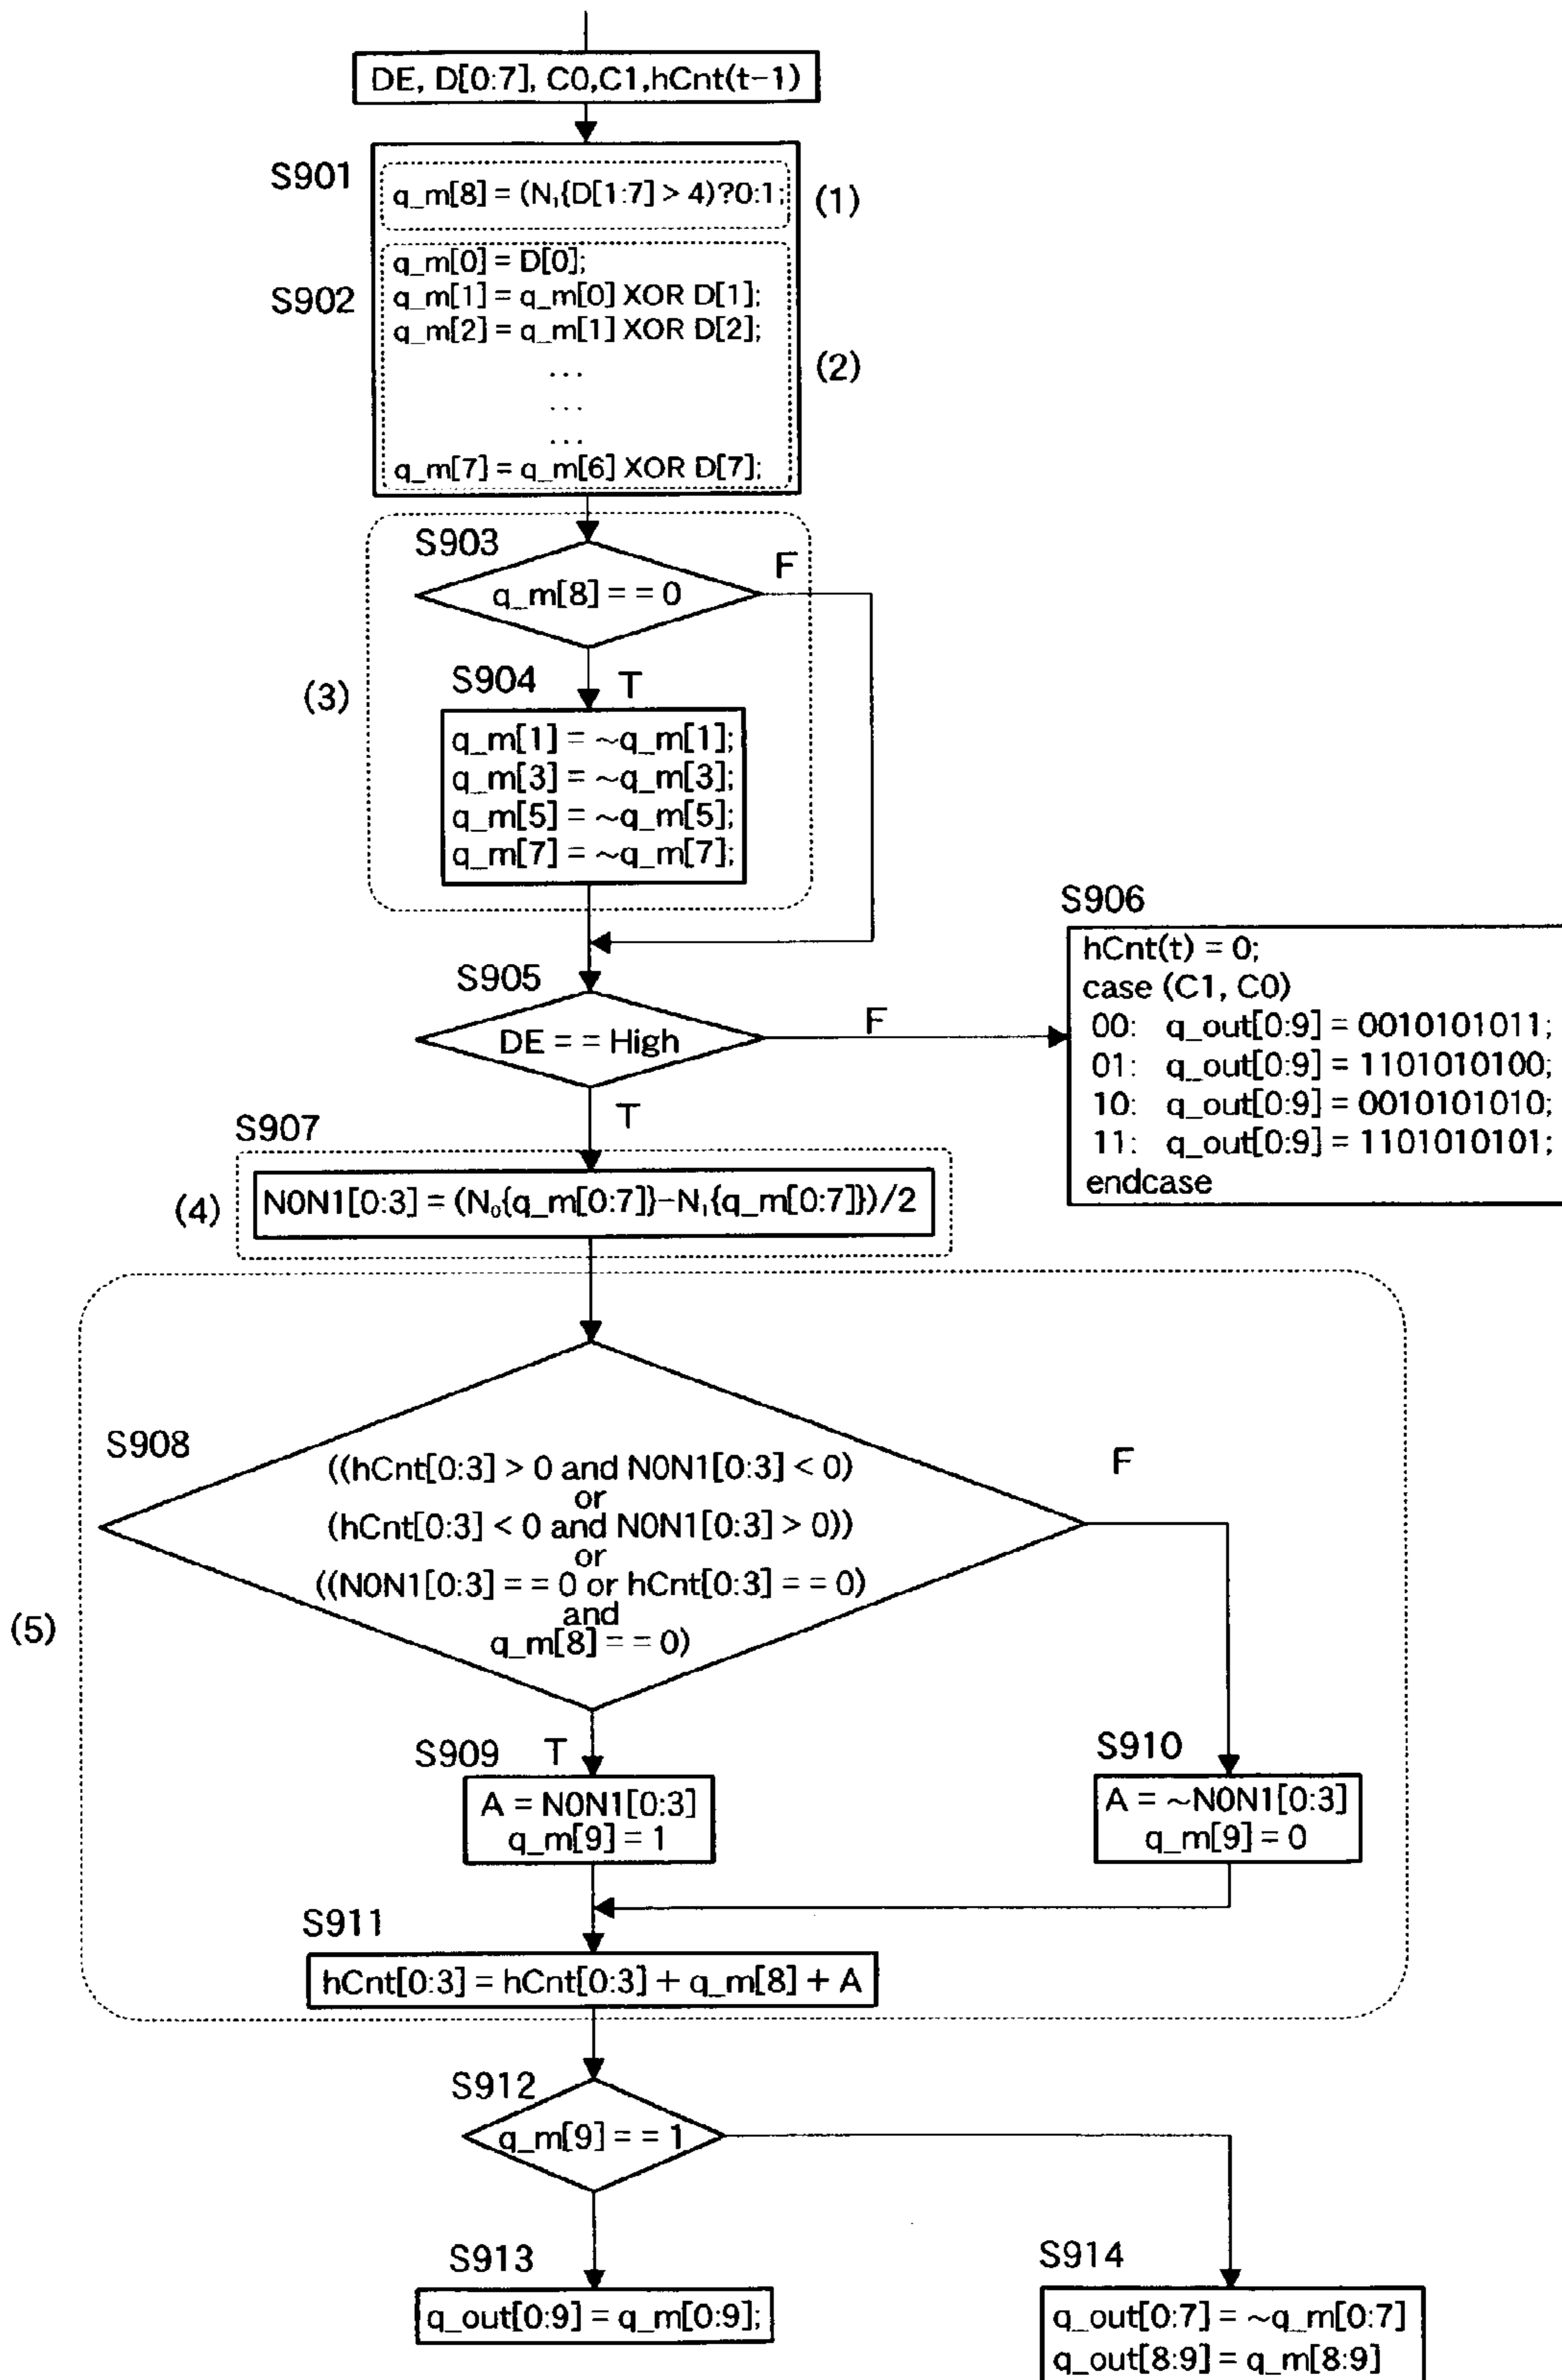 DE, D[0:7], C0,C1,hCnt(t-1)
S901
q_m[8] = (N₁{D[1:7] > 4)?0:1;
(1)
S902
q_m[0] = D[0];
q_m[1] = q_m[0] XOR D[1];
q_m[2] = q_m[1] XOR D[2];
...
...
...
q_m[7] = q_m[6] XOR D[7];
(2)
S903
q_m[8] == 0
F
(3)
S904
T
q_m[1] = ~q_m[1];
q_m[3] = ~q_m[3];
q_m[5] = ~q_m[5];
q_m[7] = ~q_m[7];
S905
DE == High
F
T
S906
hCnt(t) = 0;
case (C1, C0)
00: q_out[0:9] = 0010101011;
01: q_out[0:9] = 1101010100;
10: q_out[0:9] = 0010101010;
11: q_out[0:9] = 1101010101;
endcase
S907
(4)
N0N1[0:3] = (N₀{q_m[0:7]}-N₁{q_m[0:7]})/2
(5)
S908
((hCnt[0:3] > 0 and N0N1[0:3] < 0)
or
(hCnt[0:3] < 0 and N0N1[0:3] > 0))
or
((N0N1[0:3] == 0 or hCnt[0:3] == 0)
and
q_m[8] == 0)
F
S909
T
A = N0N1[0:3]
q_m[9] = 1
S910
A = ~N0N1[0:3]
q_m[9] = 0
S911
hCnt[0:3] = hCnt[0:3] + q_m[8] + A
S912
q_m[9] == 1
S913
q_out[0:9] = q_m[0:9];
S914
q_out[0:7] = ~q_m[0:7]
q_out[8:9] = q_m[8:9]